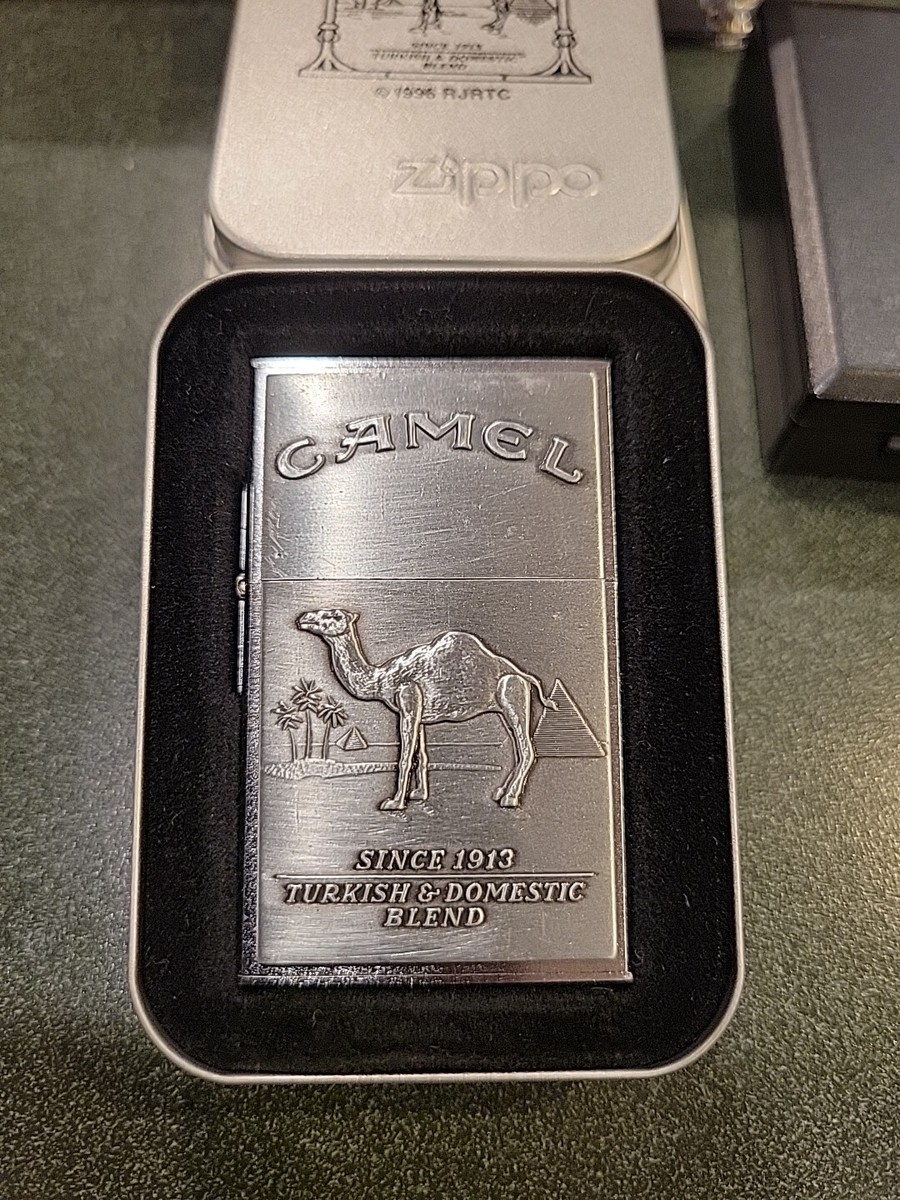 SINCE 1913
TURKISH & DOMESTIC
BLEND
© 1996 RJRTC
zippo
CAMEL
SINCE 1913
TURKISH & DOMESTIC
BLEND